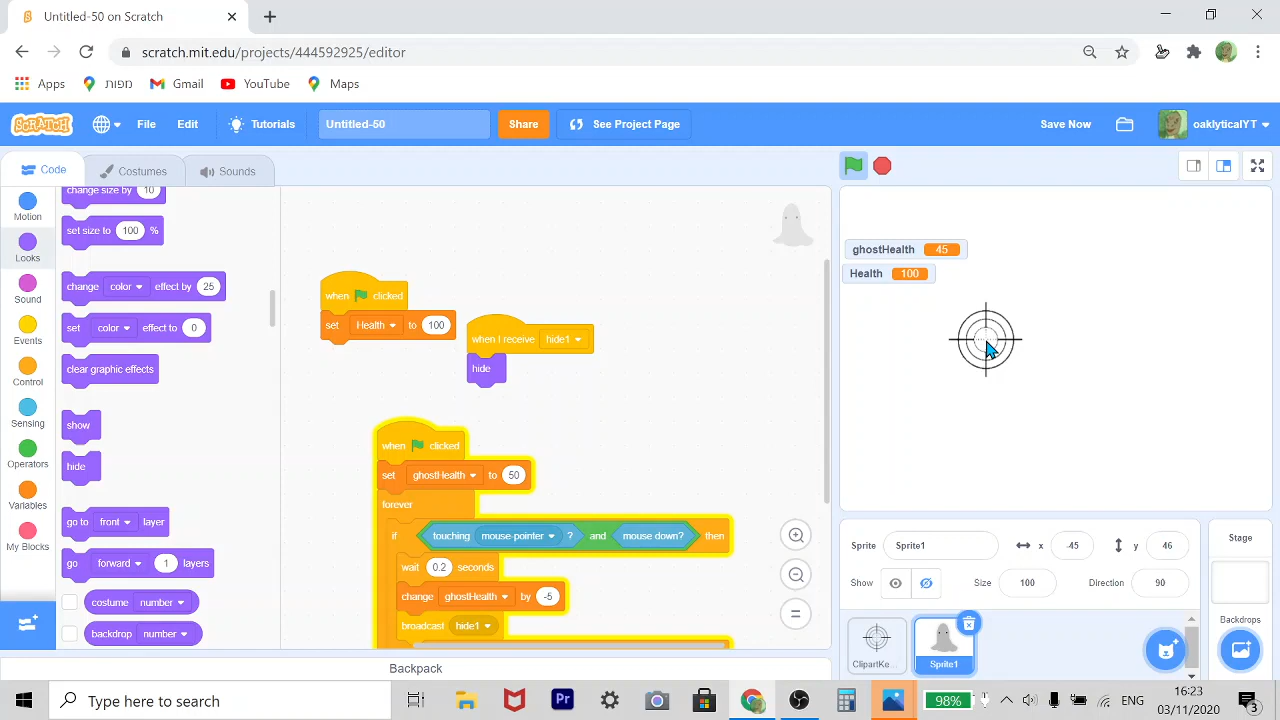 Untitled-50 on Scratch
scratch.mit.edu/projects/444592925/editor
Apps מפות Gmail YouTube Maps
SCRATCH File Edit Tutorials Untitled-50 Share See Project Page Save Now oaklyticalYT
Code Costumes Sounds
Motion
Looks
Sound
Events
Control
Sensing
Operators
Variables
My Blocks
change size by 10
set size to 100 %
change color effect by 25
set color effect to 0
clear graphic effects
show
hide
go to front layer
go forward 1 layers
costume number
backdrop number
when clicked
set Health to 100
when I receive hide1
hide
when clicked
set ghostHealth to 50
forever
if touching mouse-pointer ? and mouse down? then
wait 0.2 seconds
change ghostHealth by -5
broadcast hide1
Backpack
ghostHealth 45
Health 100
Sprite Sprite1 x -45 y 46
Show Size 100 Direction 90
ClipartKe...
Sprite1
Stage
Backdrops
Type here to search
Pr
98%
ENG
16:23
03/11/2020
3